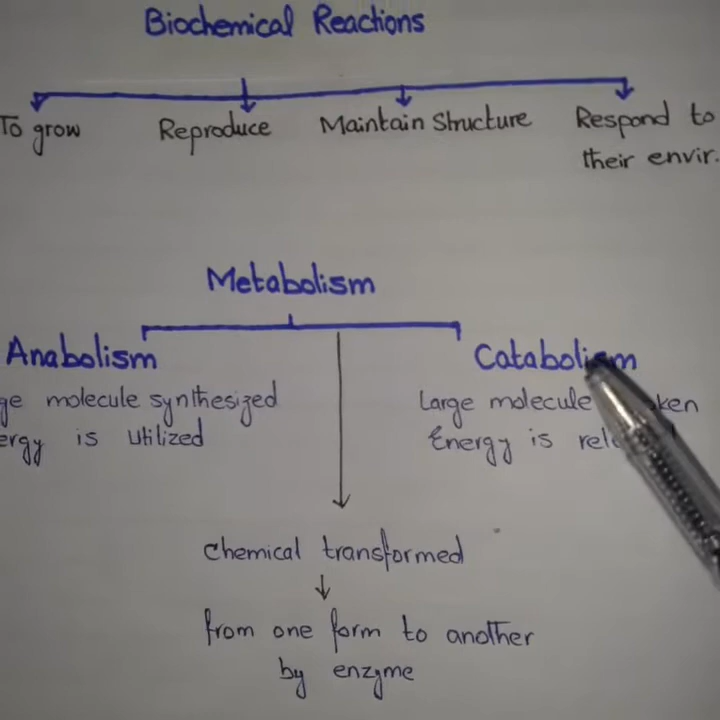 Biochemical Reactions
To grow Reproduce Maintain Structure Respond to
their envir.
Metabolism
Anabolism Catabolism
molecule synthesized Large molecule
is utilized Energy is
Chemical transformed
from one form to another
by enzyme